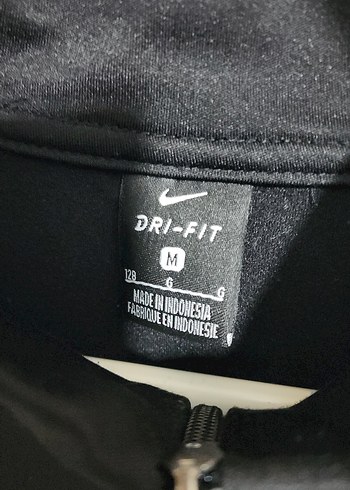 DRI-FIT
M
128 G G
MADE IN INDONESIA
FABRIQUE EN INDONESIE